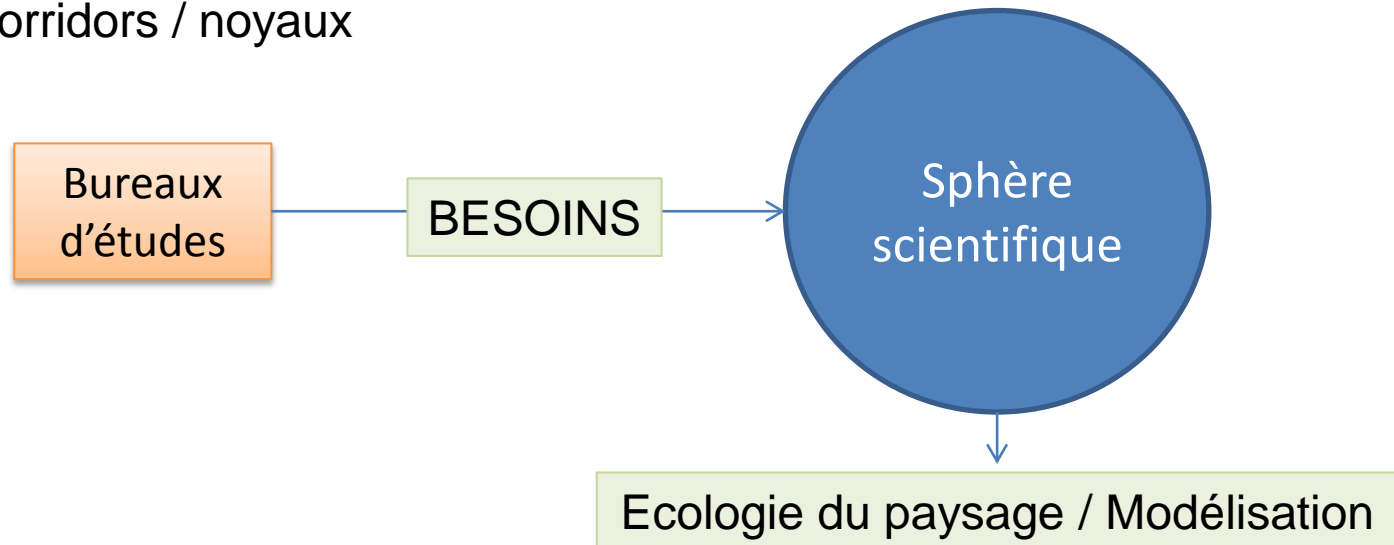 orridors / noyaux
Bureaux
d'études
BESOINS
Sphère
scientifique
Ecologie du paysage / Modélisation